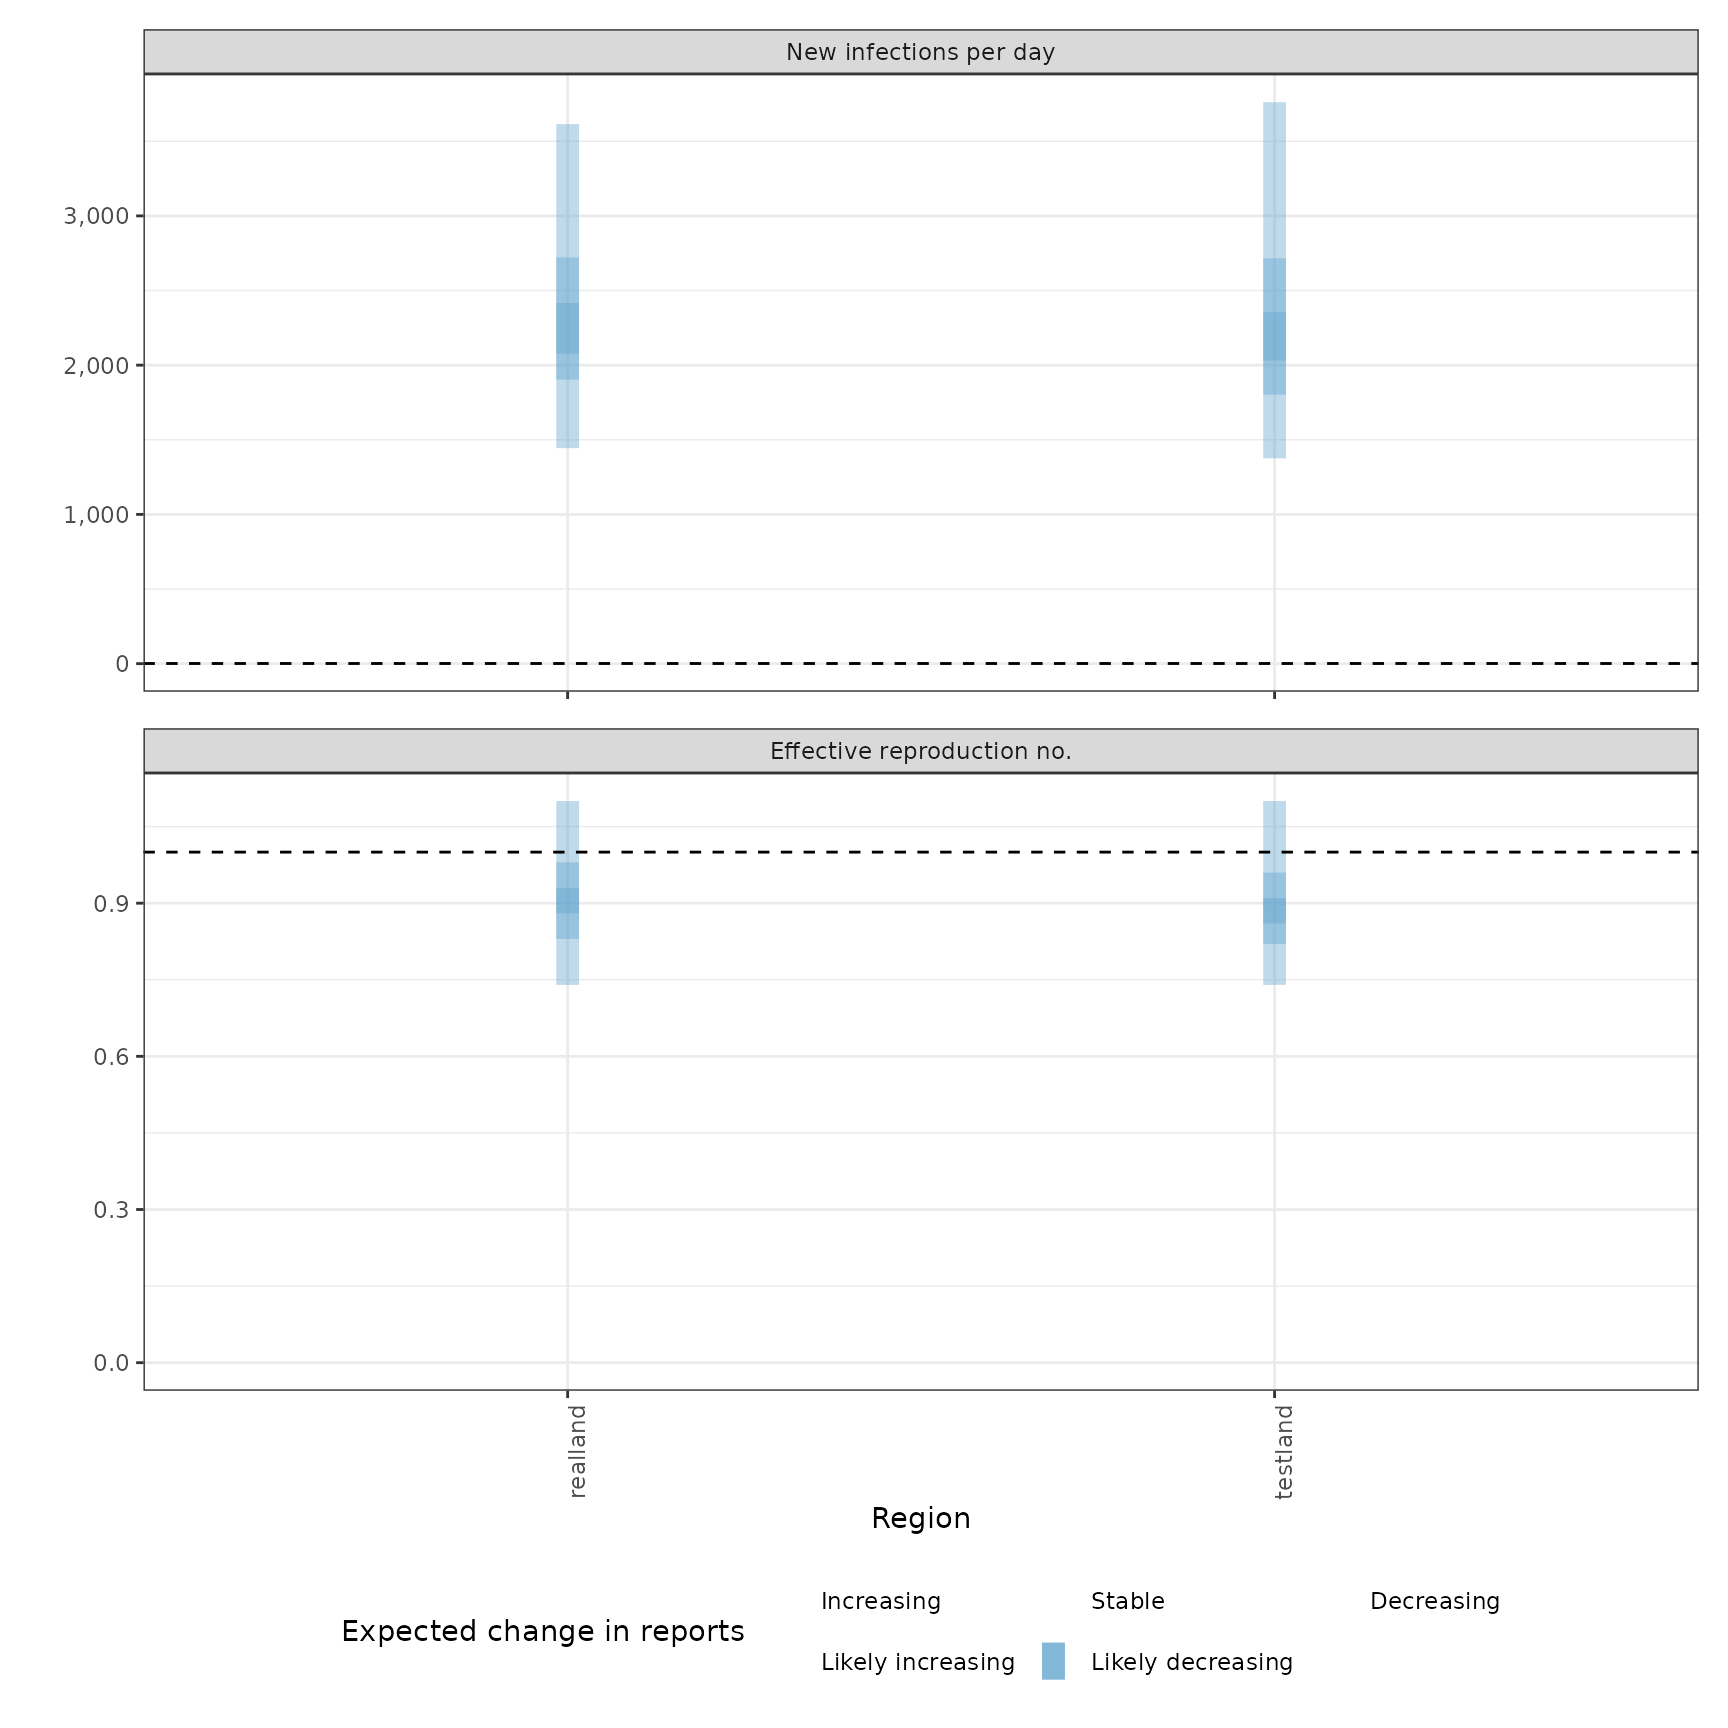 New infections per day
3,000
2,000
1,000
0
Effective reproduction no.
0.9
0.6
0.3
0.0
realland
testland
Region
Expected change in reports
Increasing
Stable
Decreasing
Likely increasing
Likely decreasing